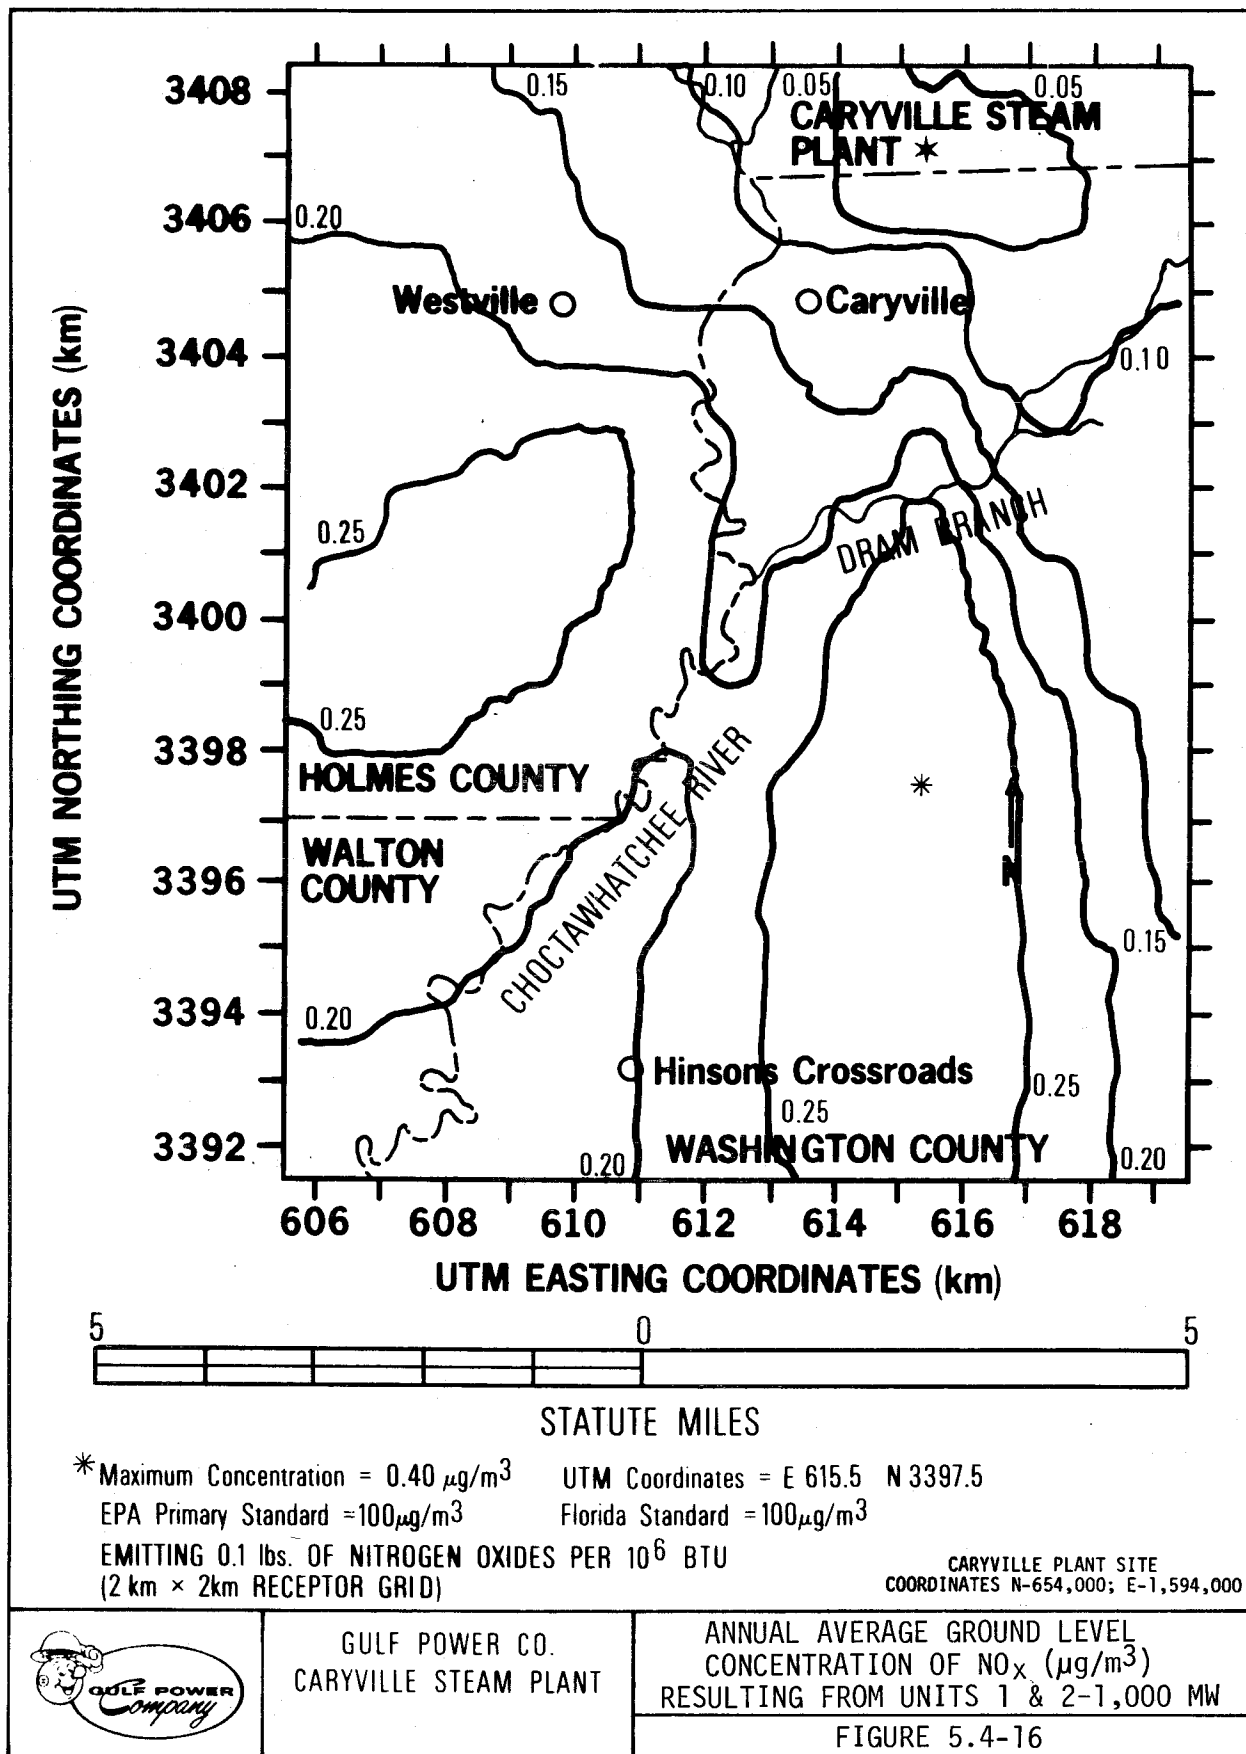 0.15
0.10
0.05
0.05
3408
CARYVILLE STEAM
PLANT
0.20
3406
Westville
Caryville
3404
0.10
3402
0.25
DRAM BRANCH
3400
0.25
3398
HOLMES COUNTY
CHOCTAWHATCHEE RIVER
WALTON
COUNTY
N
3396
0.15
3394
0.20
Hinsons Crossroads
0.25
0.25
3392
WASHINGTON COUNTY
0.20
0.20
UTM NORTHING COORDINATES (km)
606 608 610 612 614 616 618
UTM EASTING COORDINATES (km)
5 0 5
STATUTE MILES
*Maximum Concentration = 0.40 µg/m3 UTM Coordinates = E 615.5 N 3397.5
EPA Primary Standard =100µg/m3 Florida Standard =100µg/m3
EMITTING 0.1 lbs. OF NITROGEN OXIDES PER 10⁶ BTU
(2 km × 2km RECEPTOR GRID)
CARYVILLE PLANT SITE
COORDINATES N-654,000; E-1,594,000
GULF POWER
Company
GULF POWER CO.
CARYVILLE STEAM PLANT
ANNUAL AVERAGE GROUND LEVEL
CONCENTRATION OF NOX (µg/m3)
RESULTING FROM UNITS 1 & 2-1,000 MW
FIGURE 5.4-16